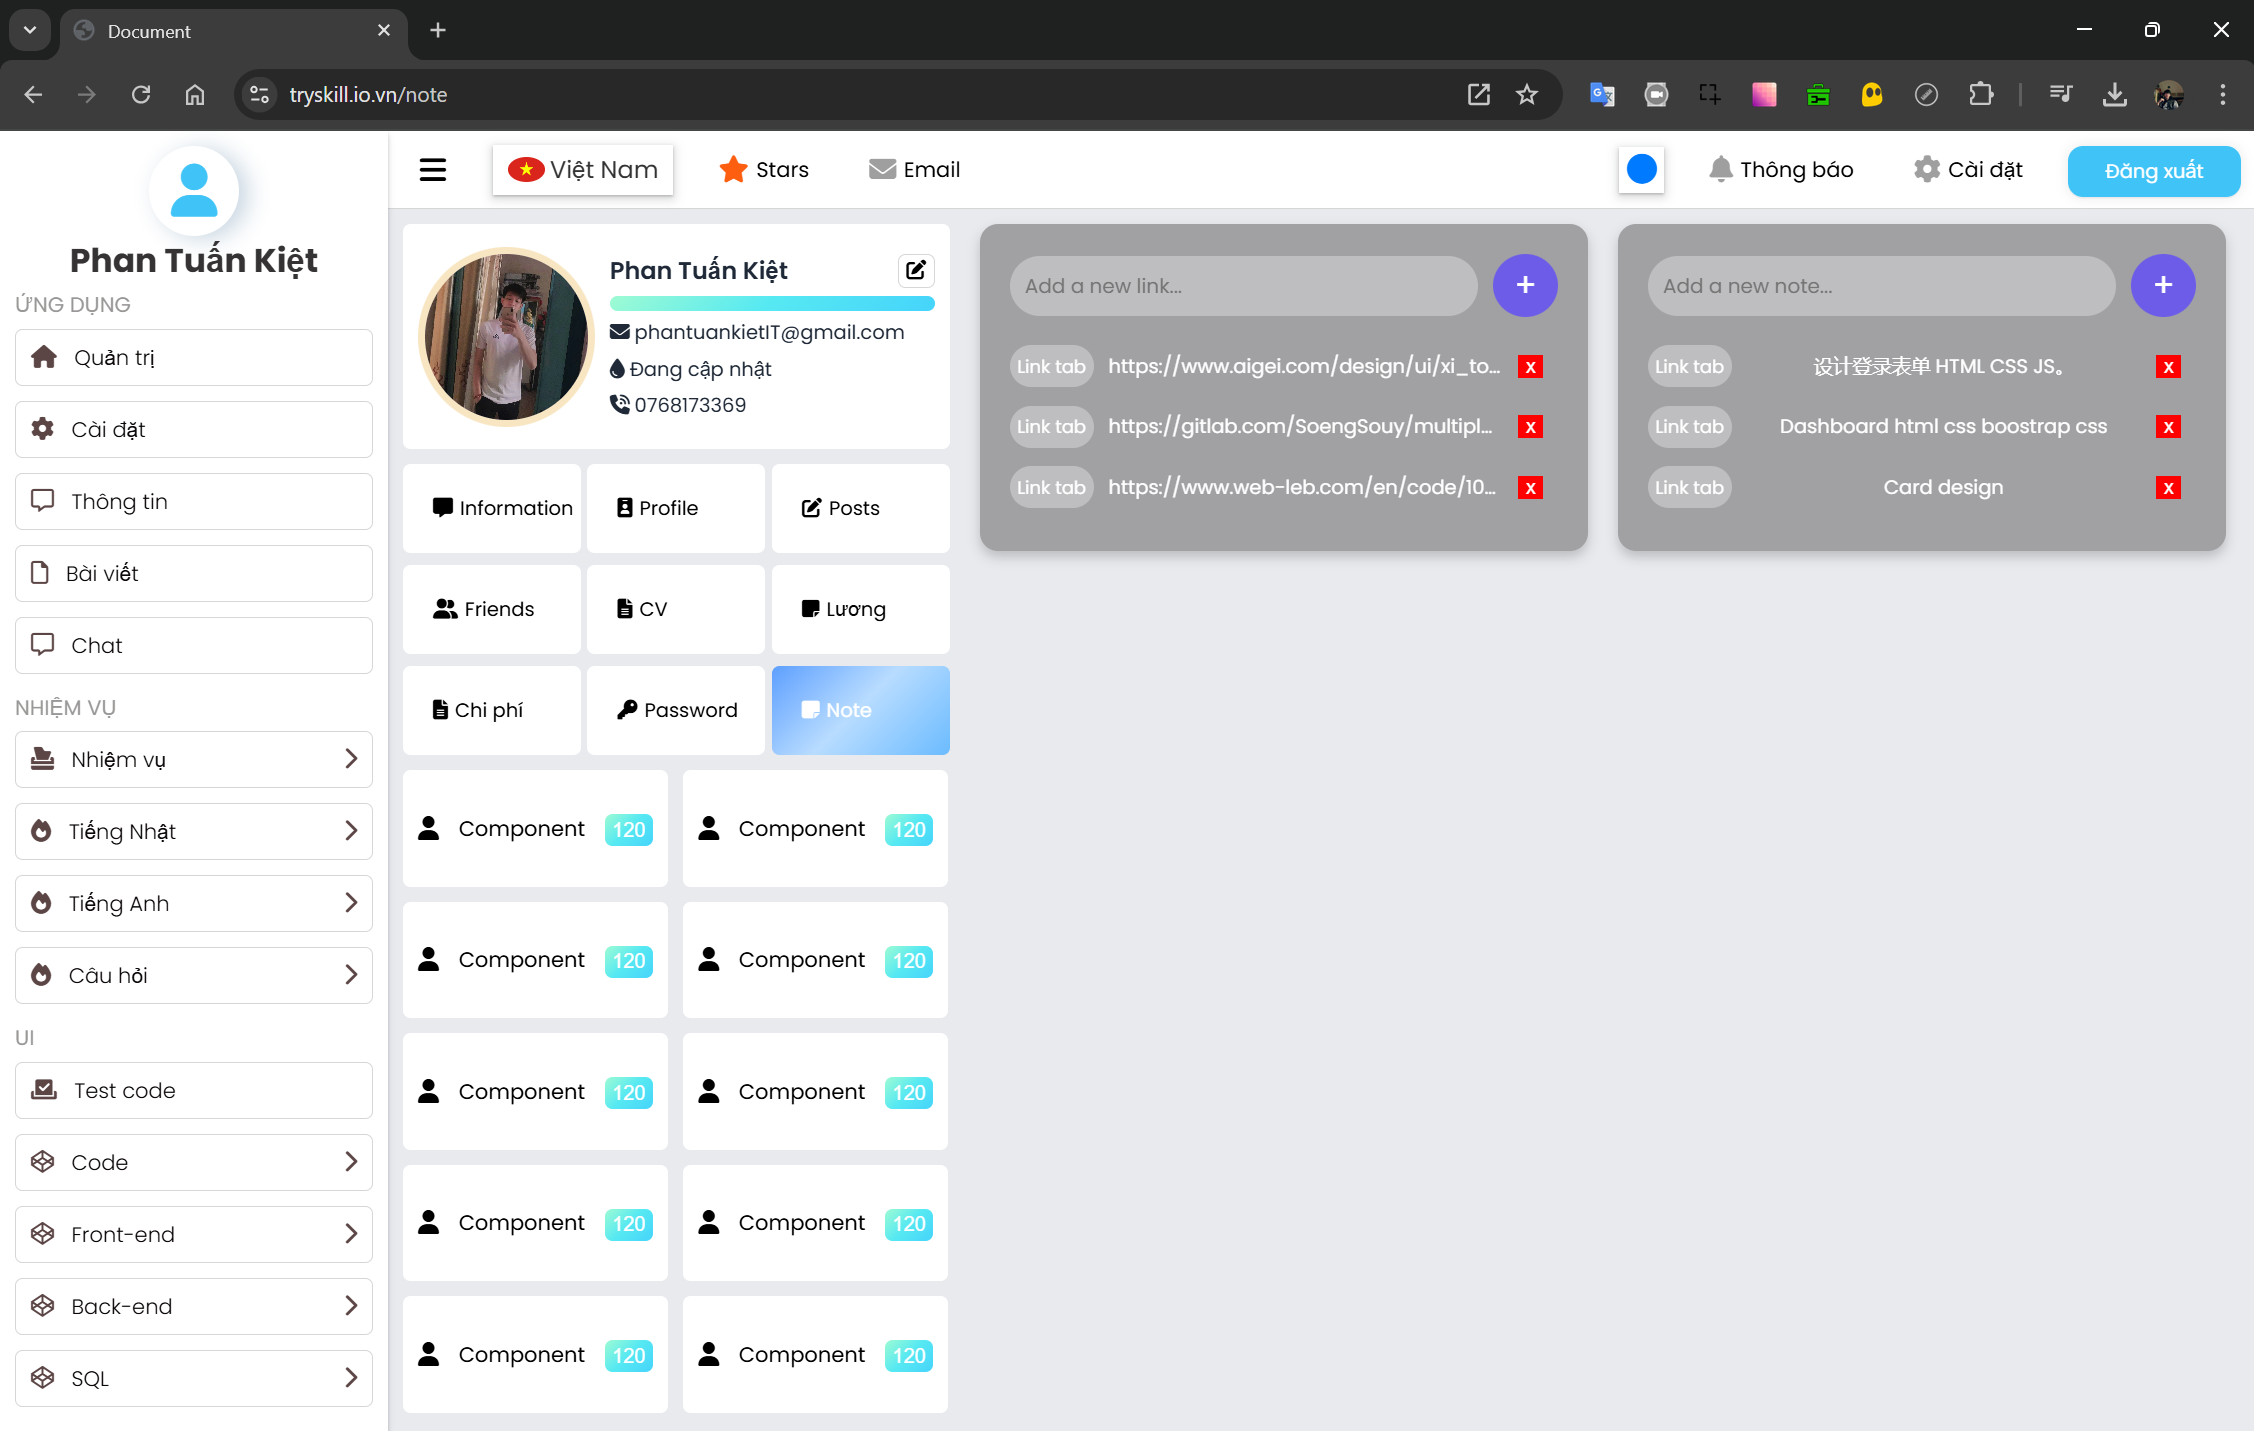 Document
tryskill.io.vn/note
Phan Tuấn Kiệt
ỨNG DỤNG
Quản trị
Cài đặt
Thông tin
Bài viết
Chat
NHIỆM VỤ
Nhiệm vụ
Tiếng Nhật
Tiếng Anh
Câu hỏi
UI
Test code
Code
Front-end
Back-end
SQL
Việt Nam
Stars
Email
Thông báo
Cài đặt
Đăng xuất
Phan Tuấn Kiệt
phantuankietIT@gmail.com
Đang cập nhật
0768173369
Information
Profile
Posts
Friends
CV
Lương
Chi phí
Password
Note
Component 120
Component 120
Component 120
Component 120
Component 120
Component 120
Component 120
Component 120
Component 120
Component 120
Add a new link...
+
Link tab https://www.aigei.com/design/ui/xi_to... x
Link tab https://gitlab.com/SoengSouy/multipl... x
Link tab https://www.web-leb.com/en/code/10... x
Add a new note...
+
Link tab 设计登录表单 HTML CSS JS。 x
Link tab Dashboard html css boostrap css x
Link tab Card design x